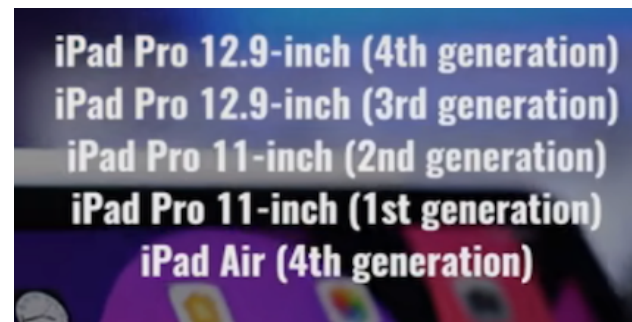 iPad Pro 12.9-inch (4th generation)
iPad Pro 12.9-inch (3rd generation)
iPad Pro 11-inch (2nd generation)
iPad Pro 11-inch (1st generation)
iPad Air (4th generation)